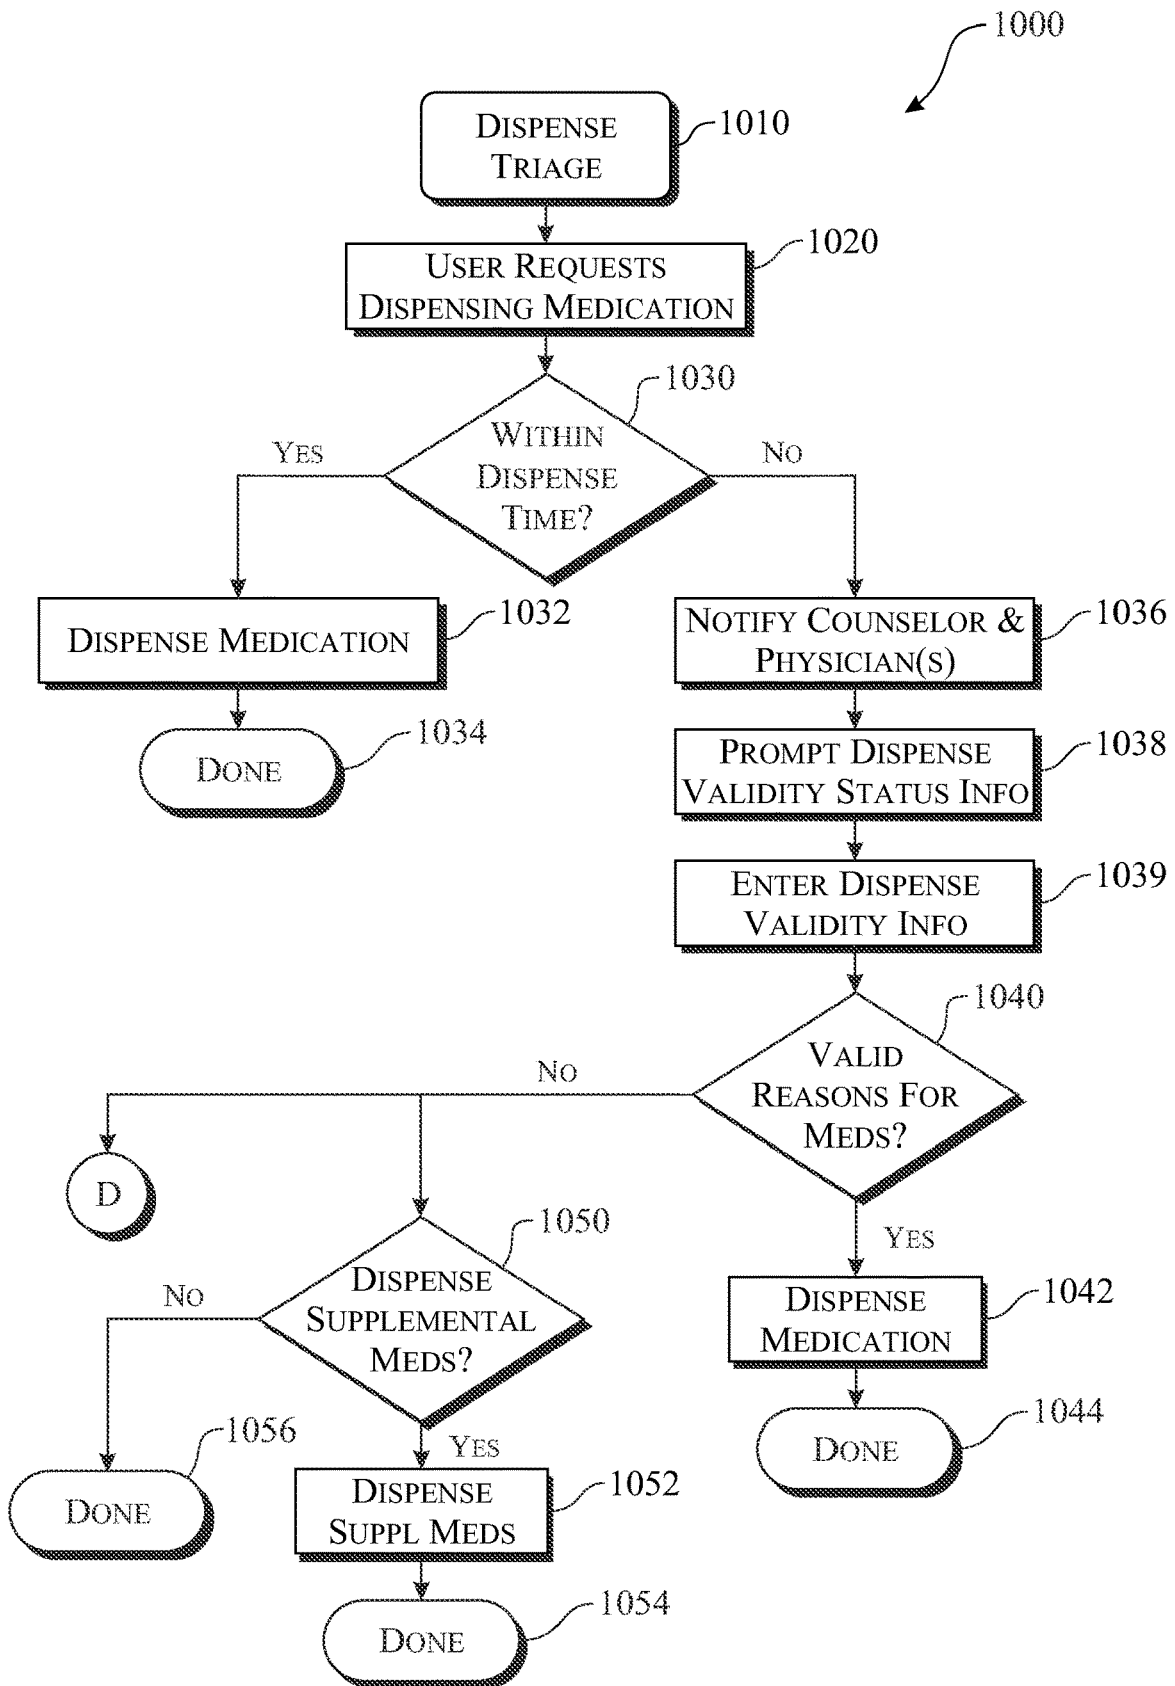 1000
DISPENSE
TRIAGE
1010
USER REQUESTS
DISPENSING MEDICATION
1020
1030
WITHIN
DISPENSE
TIME?
YES
NO
DISPENSE MEDICATION
1032
NOTIFY COUNSELOR &
PHYSICIAN(S)
1036
DONE
1034
PROMPT DISPENSE
VALIDITY STATUS INFO
1038
ENTER DISPENSE
VALIDITY INFO
1039
1040
VALID
REASONS FOR
MEDS?
NO
D
YES
1050
DISPENSE
SUPPLEMENTAL
MEDS?
NO
DISPENSE
MEDICATION
1042
DONE
1044
DONE
1056
YES
DISPENSE
SUPPL MEDS
1052
DONE
1054